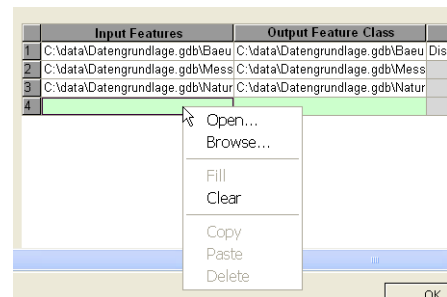 Input Features Output Feature Class
1 C:\data\Datengrundlage.gdb\Baeu C:\data\Datengrundlage.gdb\Baeu Dis
2 C:\data\Datengrundlage.gdb\Mess C:\data\Datengrundlage.gdb\Mess
3 C:\data\Datengrundlage.gdb\Natur C:\data\Datengrundlage.gdb\Natur
4
Open...
Browse...
Fill
Clear
Copy
Paste
Delete
OK